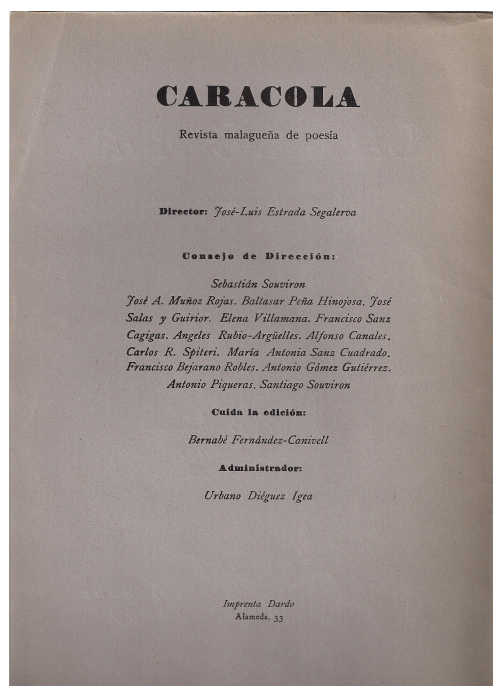 CARACOLA
Revista malagueña de poesía
Director: José-Luis Estrada Segalerva
Consejo de Dirección:
Sebastián Souviron
José A. Muñoz Rojas. Baltasar Peña Hinojosa. José
Salas y Guirior. Elena Villamana. Francisco Sanz
Cagigas. Angeles Rubio-Argüelles. Alfonso Canales.
Carlos R. Spiteri. María Antonia Sanz Cuadrado.
Francisco Bejarano Robles. Antonio Gómez Gutiérrez.
Antonio Piqueras. Santiago Souviron
Cuida la edición:
Bernabé Fernández-Canivell
Administrador:
Urbano Diéguez Igea
Imprenta Dardo
Alameda, 33